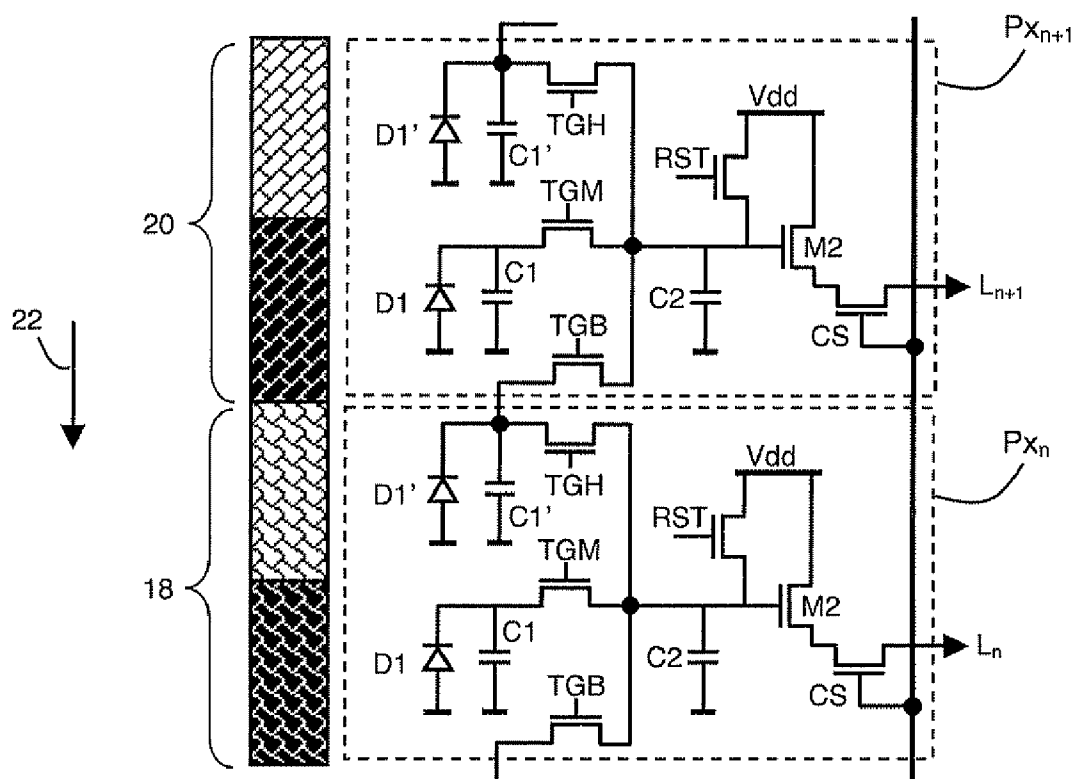 Px_{n+1}
Vdd
TGH
D1'
C1'
RST
TGM
20
M2
C1
C2
L_{n+1}
D1
22
TGB
CS
Px_n
Vdd
TGH
D1'
C1'
RST
TGM
18
M2
C1
C2
L_n
D1
TGB
CS